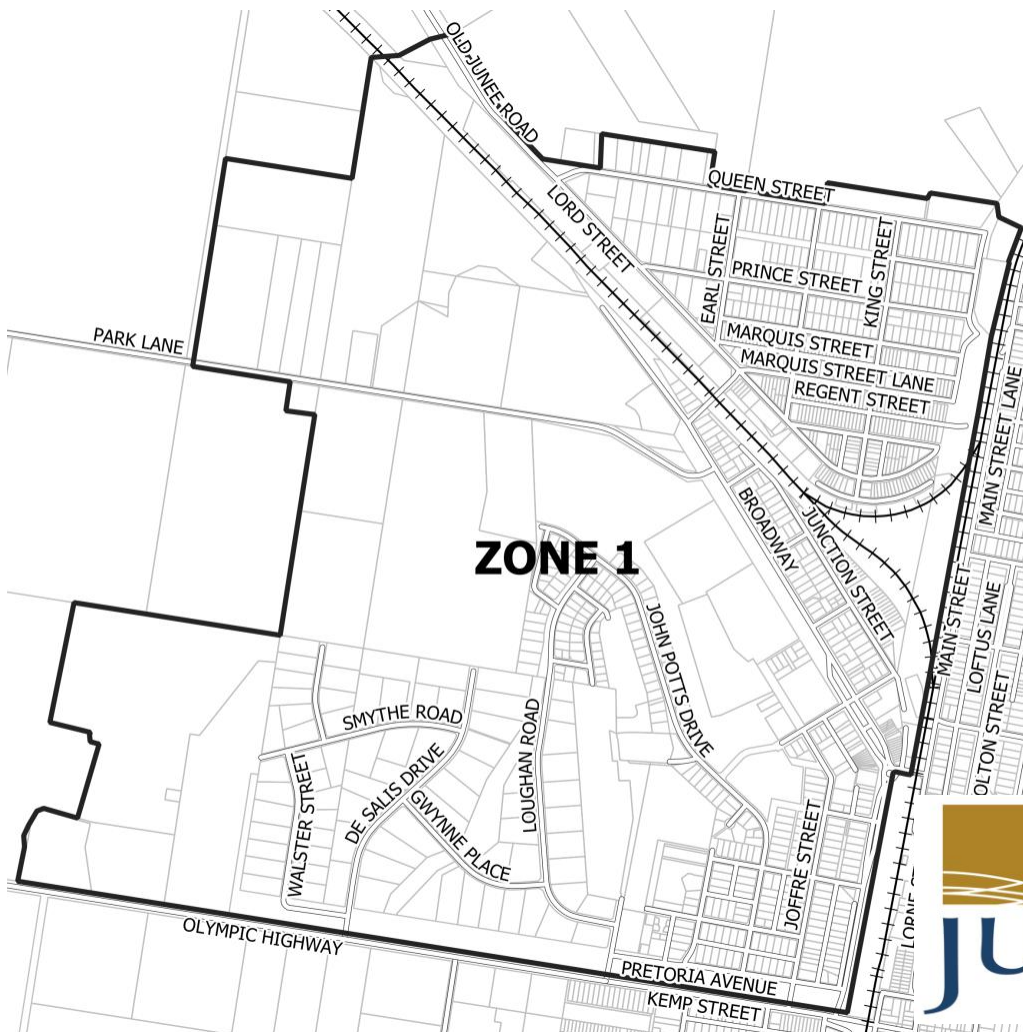 OLD JUNEE ROAD
QUEEN STREET
LORD STREET
EARL STREET
KING STREET
PRINCE STREET
MARQUIS STREET
MARQUIS STREET LANE
REGENT STREET
PARK LANE
MAIN STREET LANE
BROADWAY
JUNCTION STREET
ZONE 1
MAIN STREET
LOFTUS LANE
JOHN POTTS DRIVE
OLTON STREET
SMYTHE ROAD
LOUGHAN ROAD
DE SALIS DRIVE
WALSTER STREET
GWYNNE PLACE
JOFFRE STREET
LORNE
OLYMPIC HIGHWAY
PRETORIA AVENUE
KEMP STREET
JU